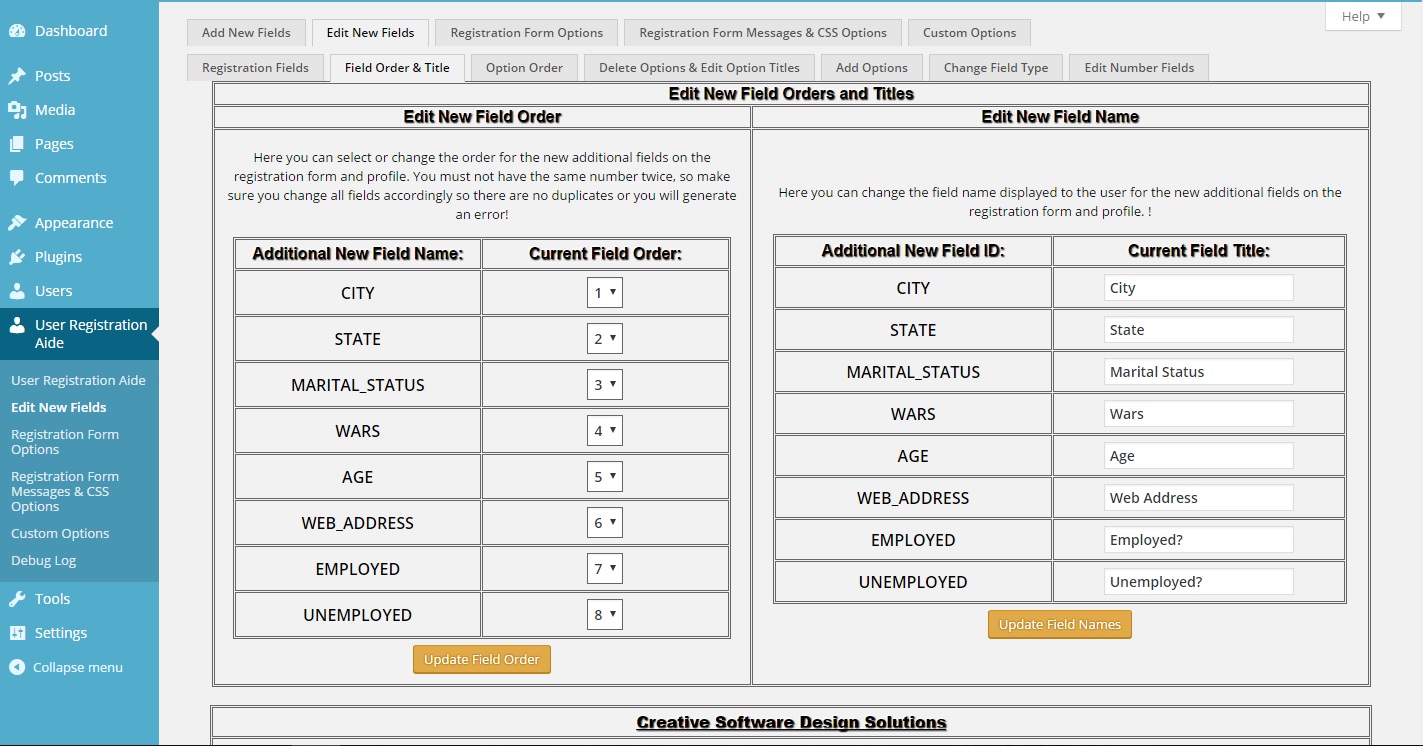 Dashboard
Posts
Media
Pages
Comments
Appearance
Plugins
Users
User Registration
Aide
User Registration Aide
Edit New Fields
Registration Form
Options
Registration Form
Messages & CSS
Options
Custom Options
Debug Log
Tools
Settings
Collapse menu
Help
Add New Fields
Edit New Fields
Registration Form Options
Registration Form Messages & CSS Options
Custom Options
Registration Fields
Field Order & Title
Option Order
Delete Options & Edit Option Titles
Add Options
Change Field Type
Edit Number Fields
Edit New Field Orders and Titles
Edit New Field Order
Here you can select or change the order for the new additional fields on the
registration form and profile. You must not have the same number twice, so make
sure you change all fields accordingly so there are no duplicates or you will generate
an error!
Additional New Field Name: Current Field Order:
CITY 1
STATE 2
MARITAL_STATUS 3
WARS 4
AGE 5
WEB_ADDRESS 6
EMPLOYED 7
UNEMPLOYED 8
Update Field Order
Edit New Field Name
Here you can change the field name displayed to the user for the new additional fields on the
registration form and profile. !
Additional New Field ID: Current Field Title:
CITY City
STATE State
MARITAL_STATUS Marital Status
WARS Wars
AGE Age
WEB_ADDRESS Web Address
EMPLOYED Employed?
UNEMPLOYED Unemployed?
Update Field Names
Creative Software Design Solutions